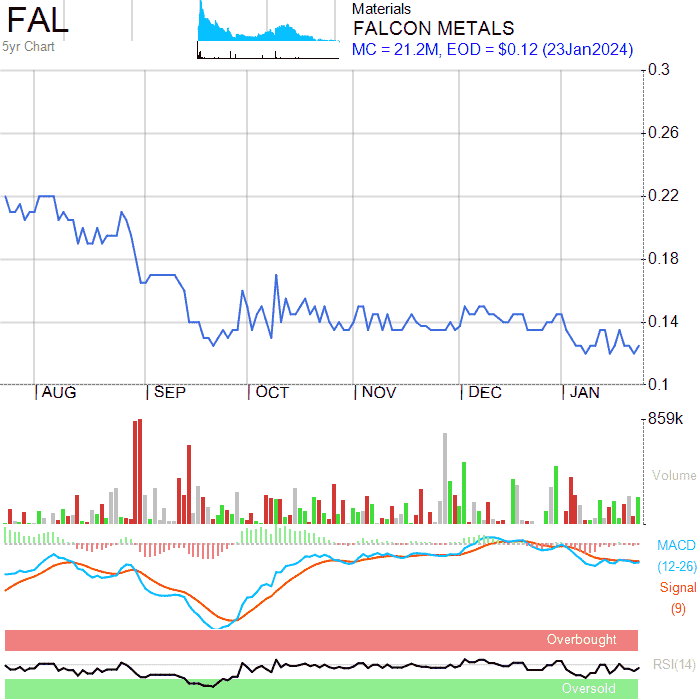 FAL
5yr Chart
Materials
FALCON METALS
MC = 21.2M, EOD = $0.12 (23Jan2024)
0.3
0.26
0.22
0.18
0.14
0.1
AUG SEP OCT NOV DEC JAN
859k
Volume
MACD
(12-26)
Signal
(9)
Overbought
RSI(14)
Oversold